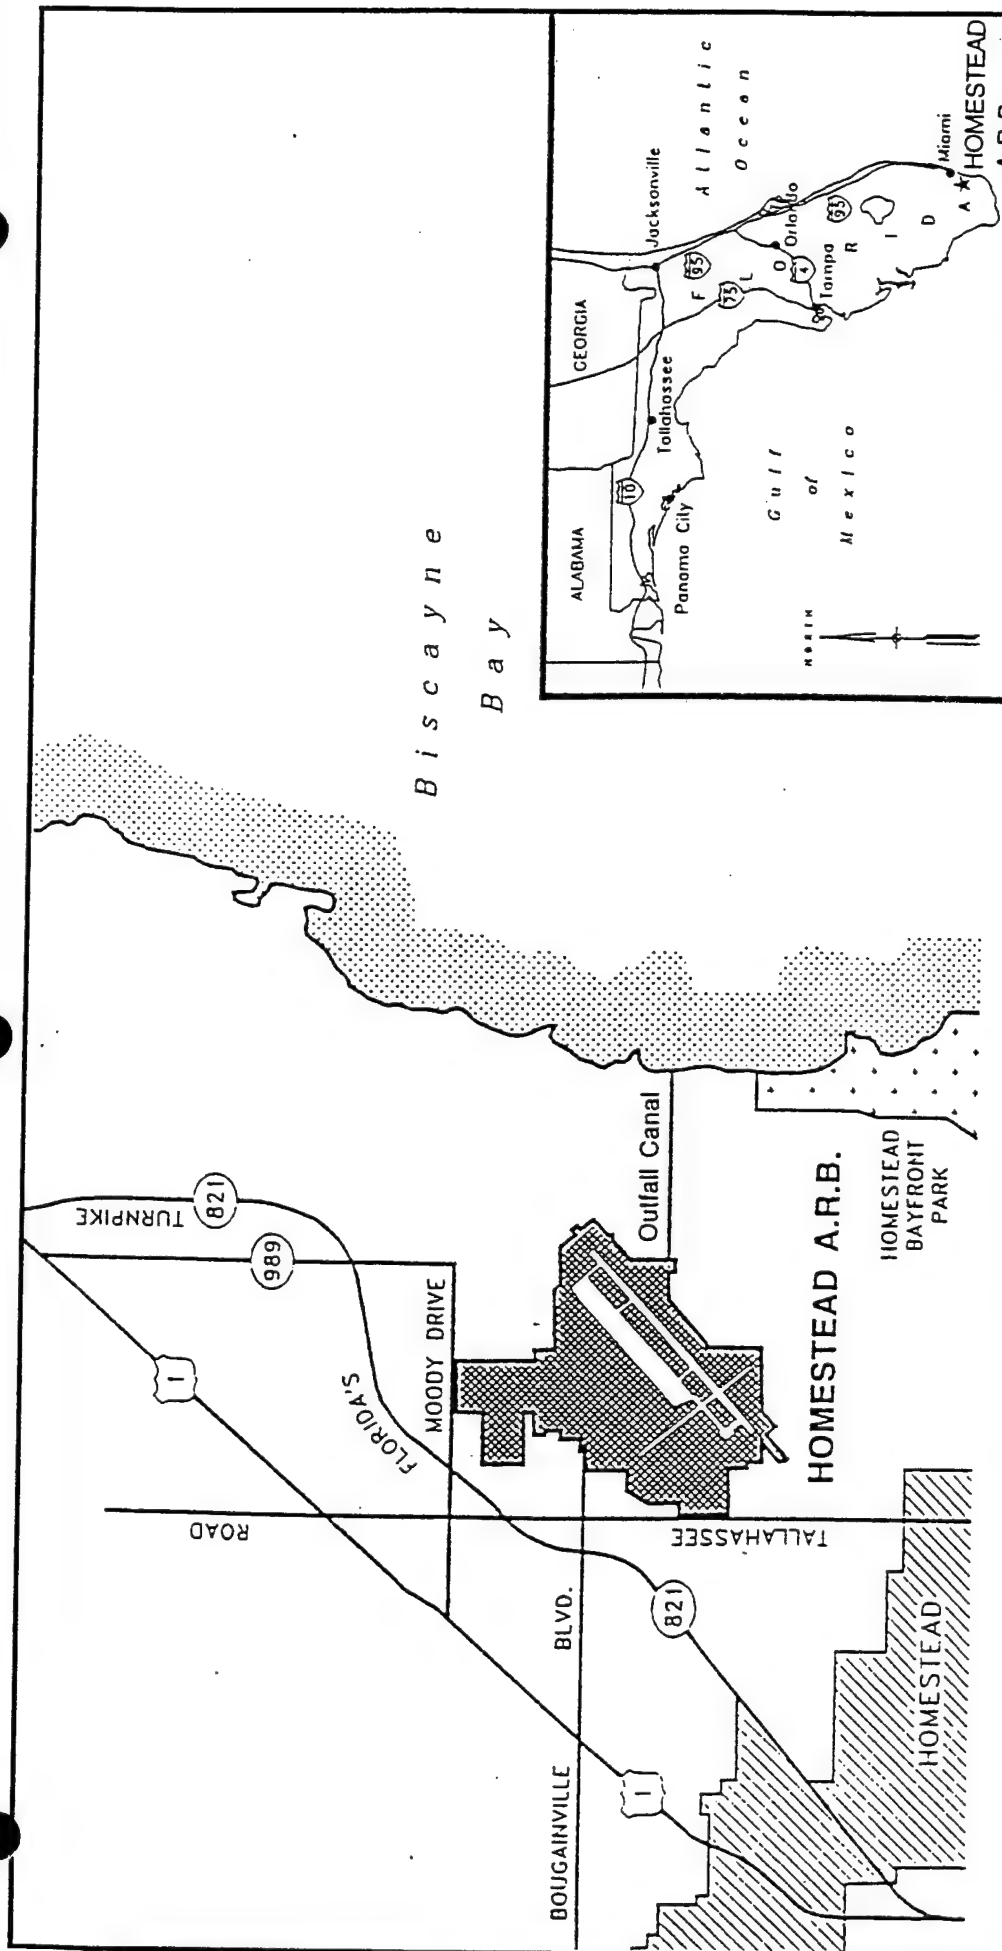 Biscayne
Bay
TURNPIKE
821
989
1
FLORIDA'S
MOODY DRIVE
ROAD
Outfall Canal
HOMESTEAD A.R.B.
HOMESTEAD
BAYFRONT
PARK
TALLAHASSEE
821
BOUGAINVILLE BLVD.
1
HOMESTEAD
ALABAMA
GEORGIA
10
Tallahassee
Panama City
Jacksonville
95
75
4
Orlando
Tampa
95
FLORIDA
Miami
HOMESTEAD
Atlantic
Ocean
Gulf
of
Mexico
NORTH